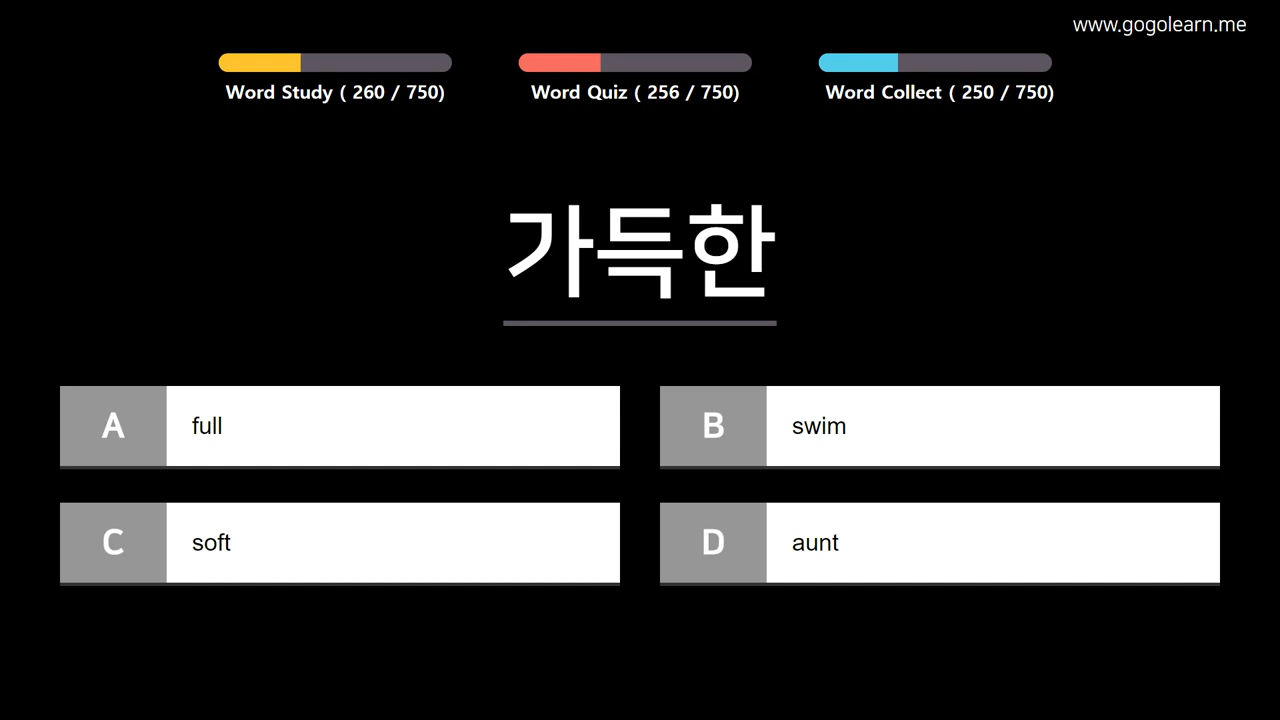 www.gogolearn.me
Word Study ( 260 / 750)
Word Quiz ( 256 / 750)
Word Collect ( 250 / 750)
가득한
A full
B swim
C soft
D aunt